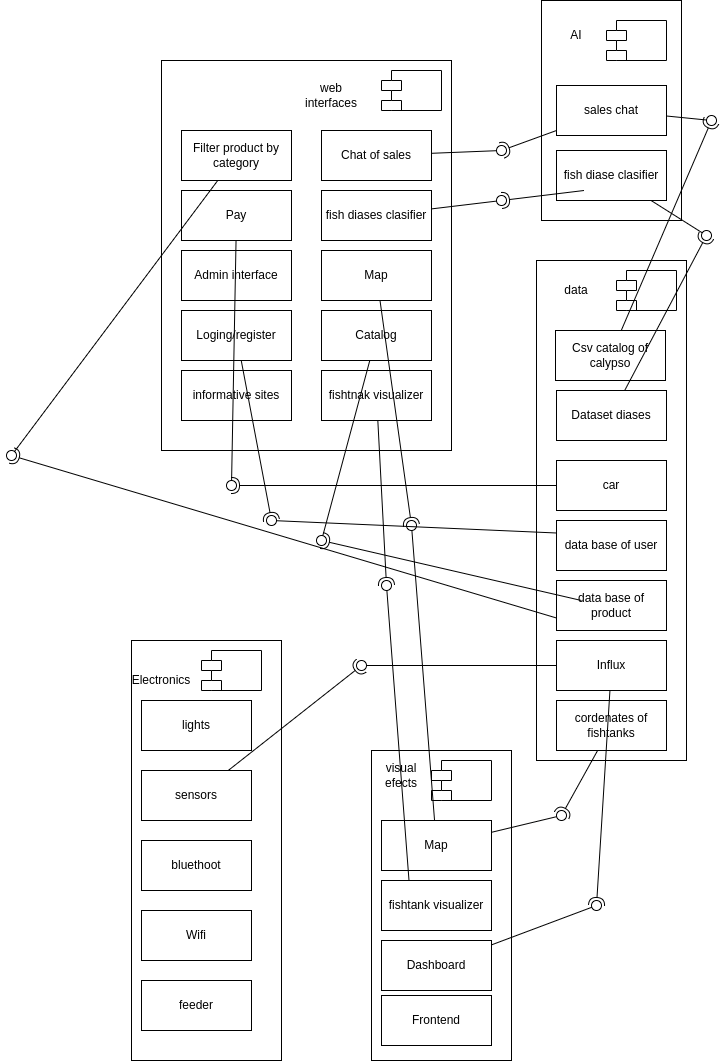 AI
web
interfaces
sales chat
Filter product by
category
Chat of sales
fish diase clasifier
Pay
fish diases clasifier
Admin interface
Map
data
Loging/register
Catalog
Csv catalog of
calypso
informative sites
fishtnak visualizer
Dataset diases
car
data base of user
data base of
product
Influx
Electronics
lights
cordenates of
fishtanks
visual
efects
sensors
Map
bluethoot
fishtank visualizer
Wifi
Dashboard
feeder
Frontend